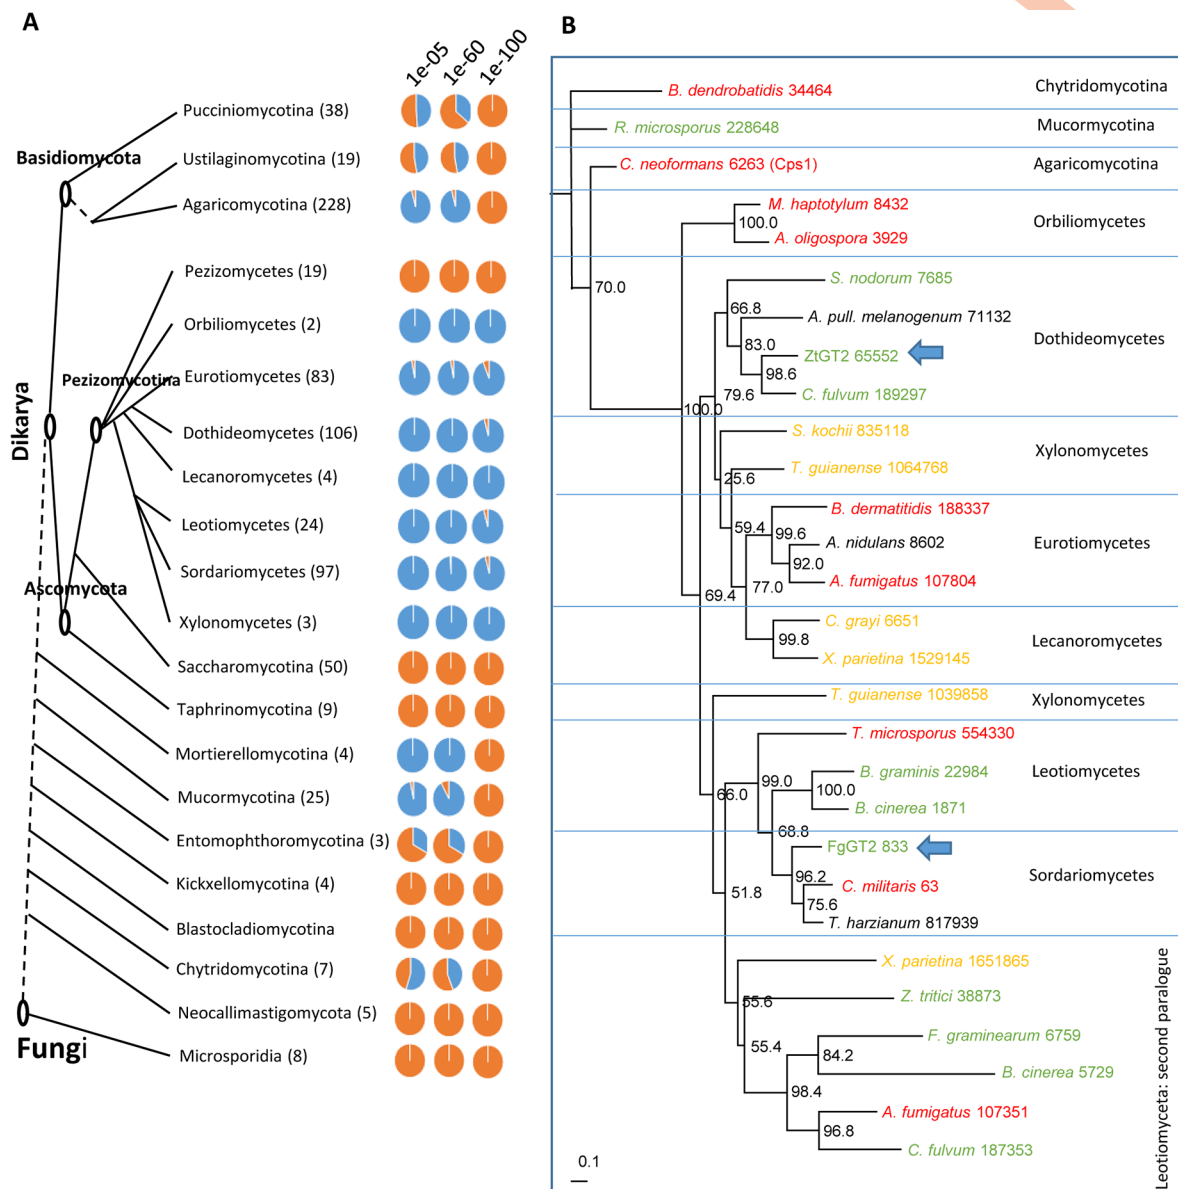 A
1e-05
1e-60
1e-100
Pucciniomycotina (38)
Basidiomycota
Ustilaginomycotina (19)
Agaricomycotina (228)
Pezizomycetes (19)
Orbiliomycetes (2)
Pezizomycotina
Eurotiomycetes (83)
Dikarya
Dothideomycetes (106)
Lecanoromycetes (4)
Leotiomycetes (24)
Sordariomycetes (97)
Ascomycota
Xylonomycetes (3)
Saccharomycotina (50)
Taphrinomycotina (9)
Mortierellomycotina (4)
Mucormycotina (25)
Entomophthoromycotina (3)
Kickxellomycotina (4)
Blastocladiomycotina
Chytridomycotina (7)
Neocallimastigomycota (5)
Fungi
Microsporidia (8)
B
B. dendrobatidis 34464
Chytridomycotina
R. microsporus 228648
Mucormycotina
C. neoformans 6263 (Cps1)
Agaricomycotina
M. haptotylum 8432
100.0
Orbiliomycetes
A. oligospora 3929
70.0
S. nodorum 7685
66.8
A. pull. melanogenum 71132
Dothideomycetes
83.0
ZtGT2 65552
98.6
79.6
C. fulvum 189297
100.0
S. kochii 835118
Xylonomycetes
T. guianense 1064768
25.6
B. dermatitidis 188337
59.4
99.6
A. nidulans 8602
Eurotiomycetes
92.0
77.0
A. fumigatus 107804
69.4
C. grayi 6651
99.8
Lecanoromycetes
X. parietina 1529145
T. guianense 1039858
Xylonomycetes
T. microsporus 554330
B. graminis 22984
Leotiomycetes
99.0
100.0
66.0
B. cinerea 1871
68.8
FgGT2 833
96.2
Sordariomycetes
C. militaris 63
51.8
75.6
T. harzianum 817939
X. parietina 1651865
Z. tritici 38873
55.6
F. graminearum 6759
55.4
84.2
B. cinerea 5729
98.4
A. fumigatus 107351
96.8
C. fulvum 187353
Leotiomyceta: second paralogue
0.1